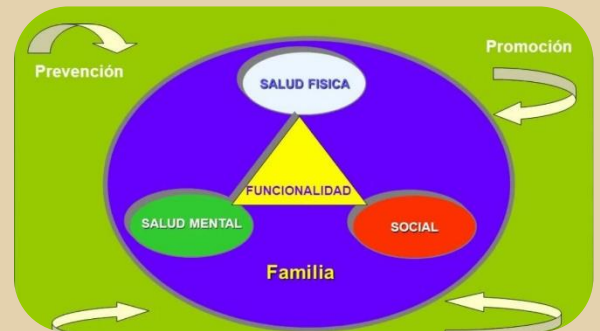 Promoción
Prevención
SALUD FISICA
FUNCIONALIDAD
SALUD MENTAL
SOCIAL
Familia